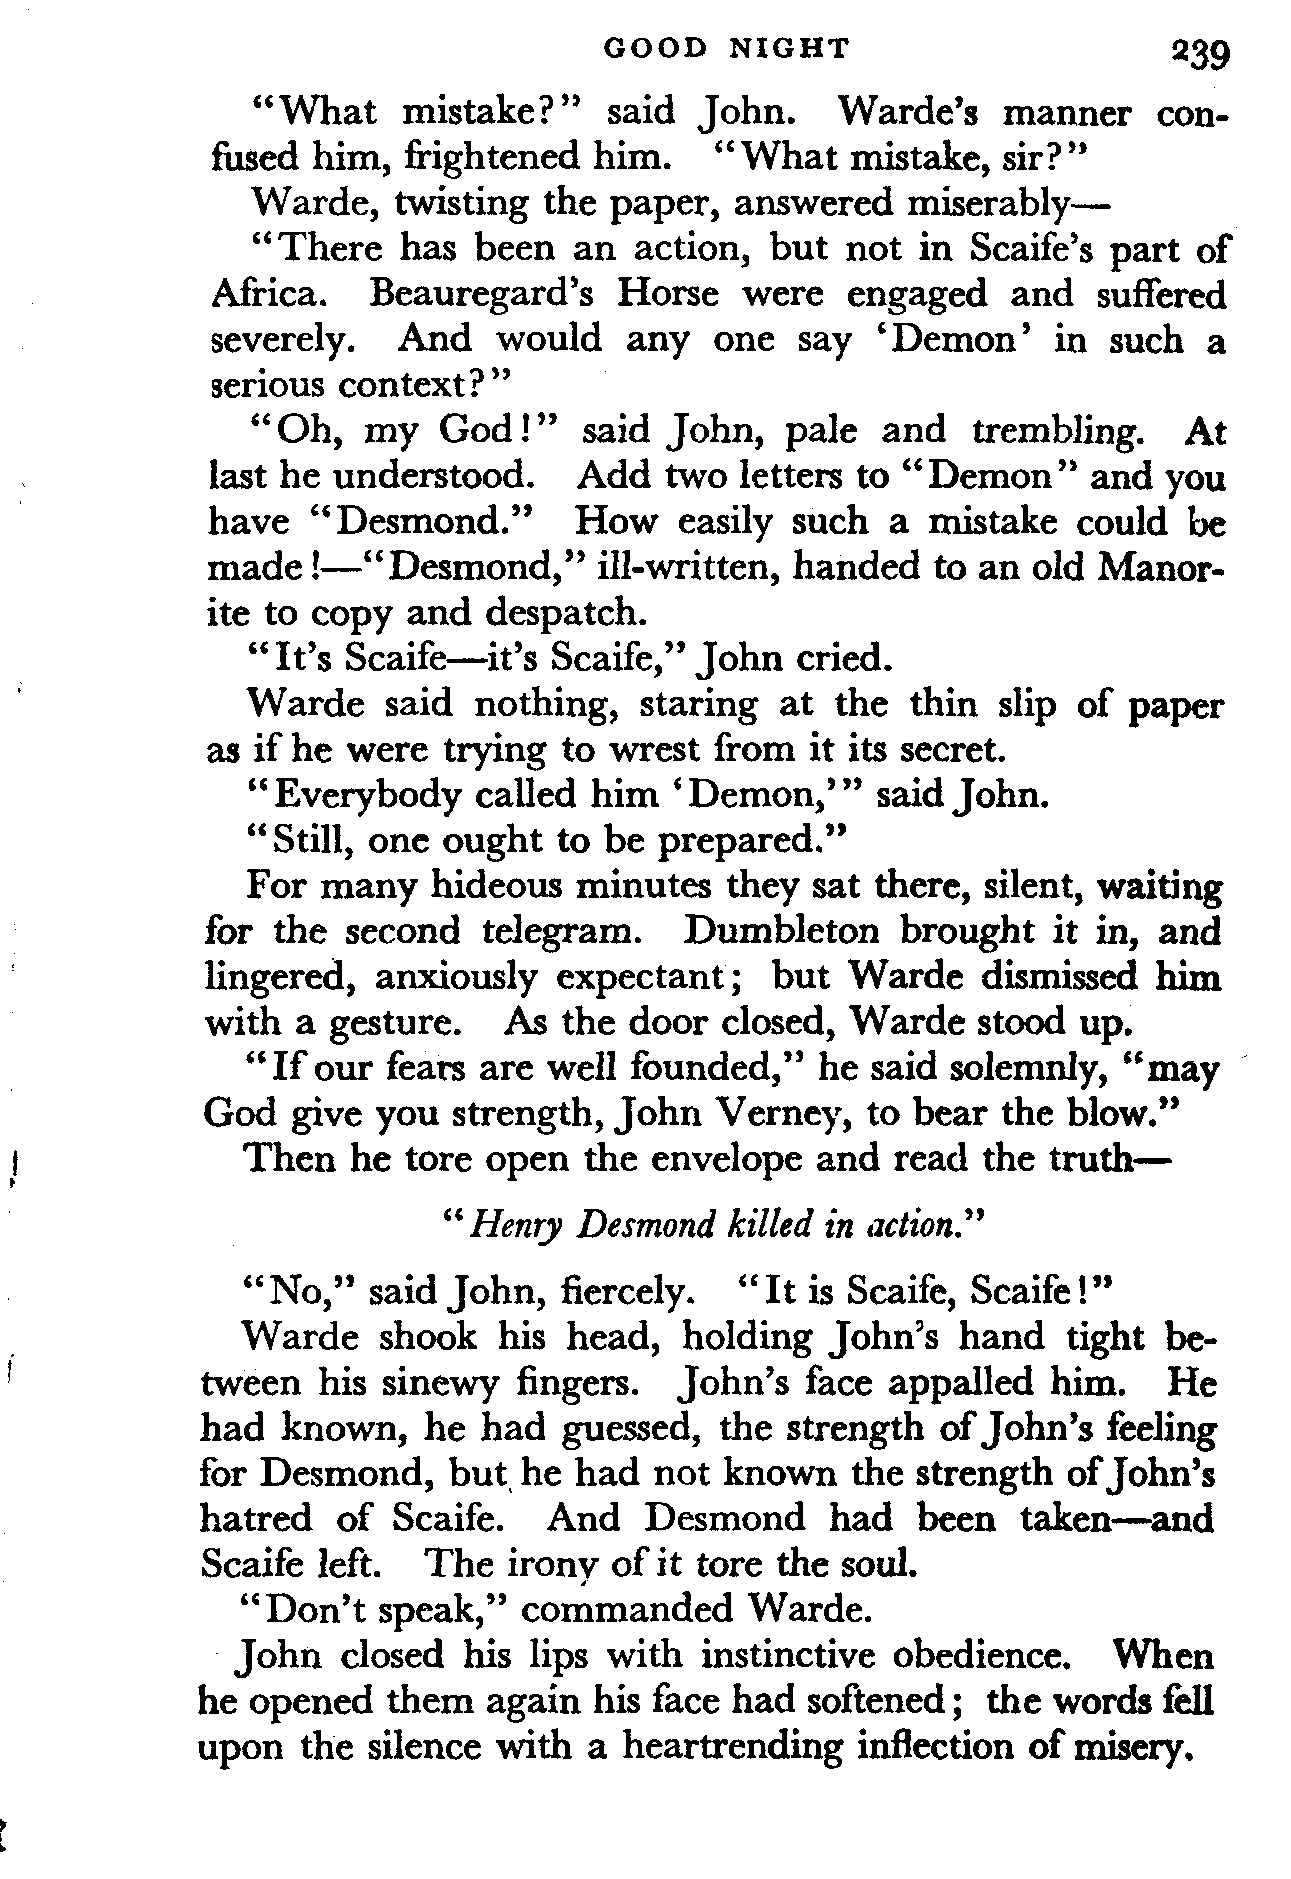 GOOD NIGHT 239
“What mistake?” said John. Warde’s manner con-
fused him, frightened him. “What mistake, sir?”
Warde, twisting the paper, answered miserably—
“There has been an action, but not in Scaife’s part of
Africa. Beauregard’s Horse were engaged and suffered
severely. And would any one say ‘Demon’ in such a
serious context?”
“Oh, my God!” said John, pale and trembling. At
last he understood. Add two letters to “Demon” and you
have “Desmond.” How easily such a mistake could be
made!—“Desmond,” ill-written, handed to an old Manor-
ite to copy and despatch.
“It’s Scaife—it’s Scaife,” John cried.
Warde said nothing, staring at the thin slip of paper
as if he were trying to wrest from it its secret.
“Everybody called him ‘Demon,’” said John.
“Still, one ought to be prepared.”
For many hideous minutes they sat there, silent, waiting
for the second telegram. Dumbleton brought it in, and
lingered, anxiously expectant; but Warde dismissed him
with a gesture. As the door closed, Warde stood up.
“If our fears are well founded,” he said solemnly, “may
God give you strength, John Verney, to bear the blow.”
Then he tore open the envelope and read the truth—
“Henry Desmond killed in action.”
“No,” said John, fiercely. “It is Scaife, Scaife!”
Warde shook his head, holding John’s hand tight be-
tween his sinewy fingers. John’s face appalled him. He
had known, he had guessed, the strength of John’s feeling
for Desmond, but he had not known the strength of John’s
hatred of Scaife. And Desmond had been taken—and
Scaife left. The irony of it tore the soul.
“Don’t speak,” commanded Warde.
John closed his lips with instinctive obedience. When
he opened them again his face had softened; the words fell
upon the silence with a heartrending inflection of misery.